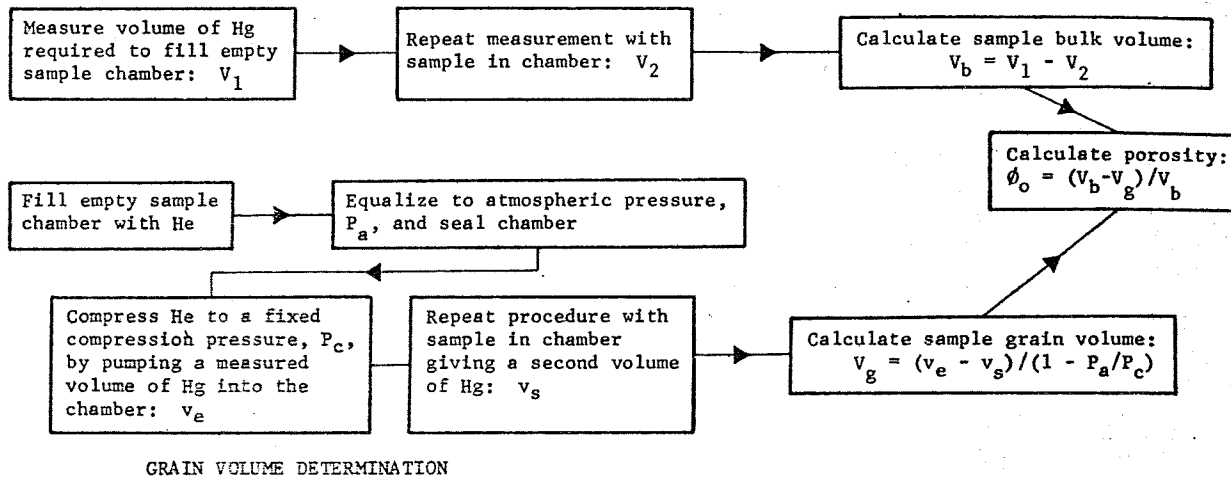 Measure volume of Hg
required to fill empty
sample chamber: V1
Repeat measurement with
sample in chamber: V2
Calculate sample bulk volume:
Vb = V1 - V2
Calculate porosity:
ø₀ = (Vb-Vg)/Vb
Fill empty sample
chamber with He
Equalize to atmospheric pressure,
Pa, and seal chamber
Compress He to a fixed
compression pressure, Pc,
by pumping a measured
volume of Hg into the
chamber: ve
Repeat procedure with
sample in chamber
giving a second volume
of Hg: vs
Calculate sample grain volume:
Vg = (ve - vs)/(1 - Pa/Pc)
GRAIN VOLUME DETERMINATION